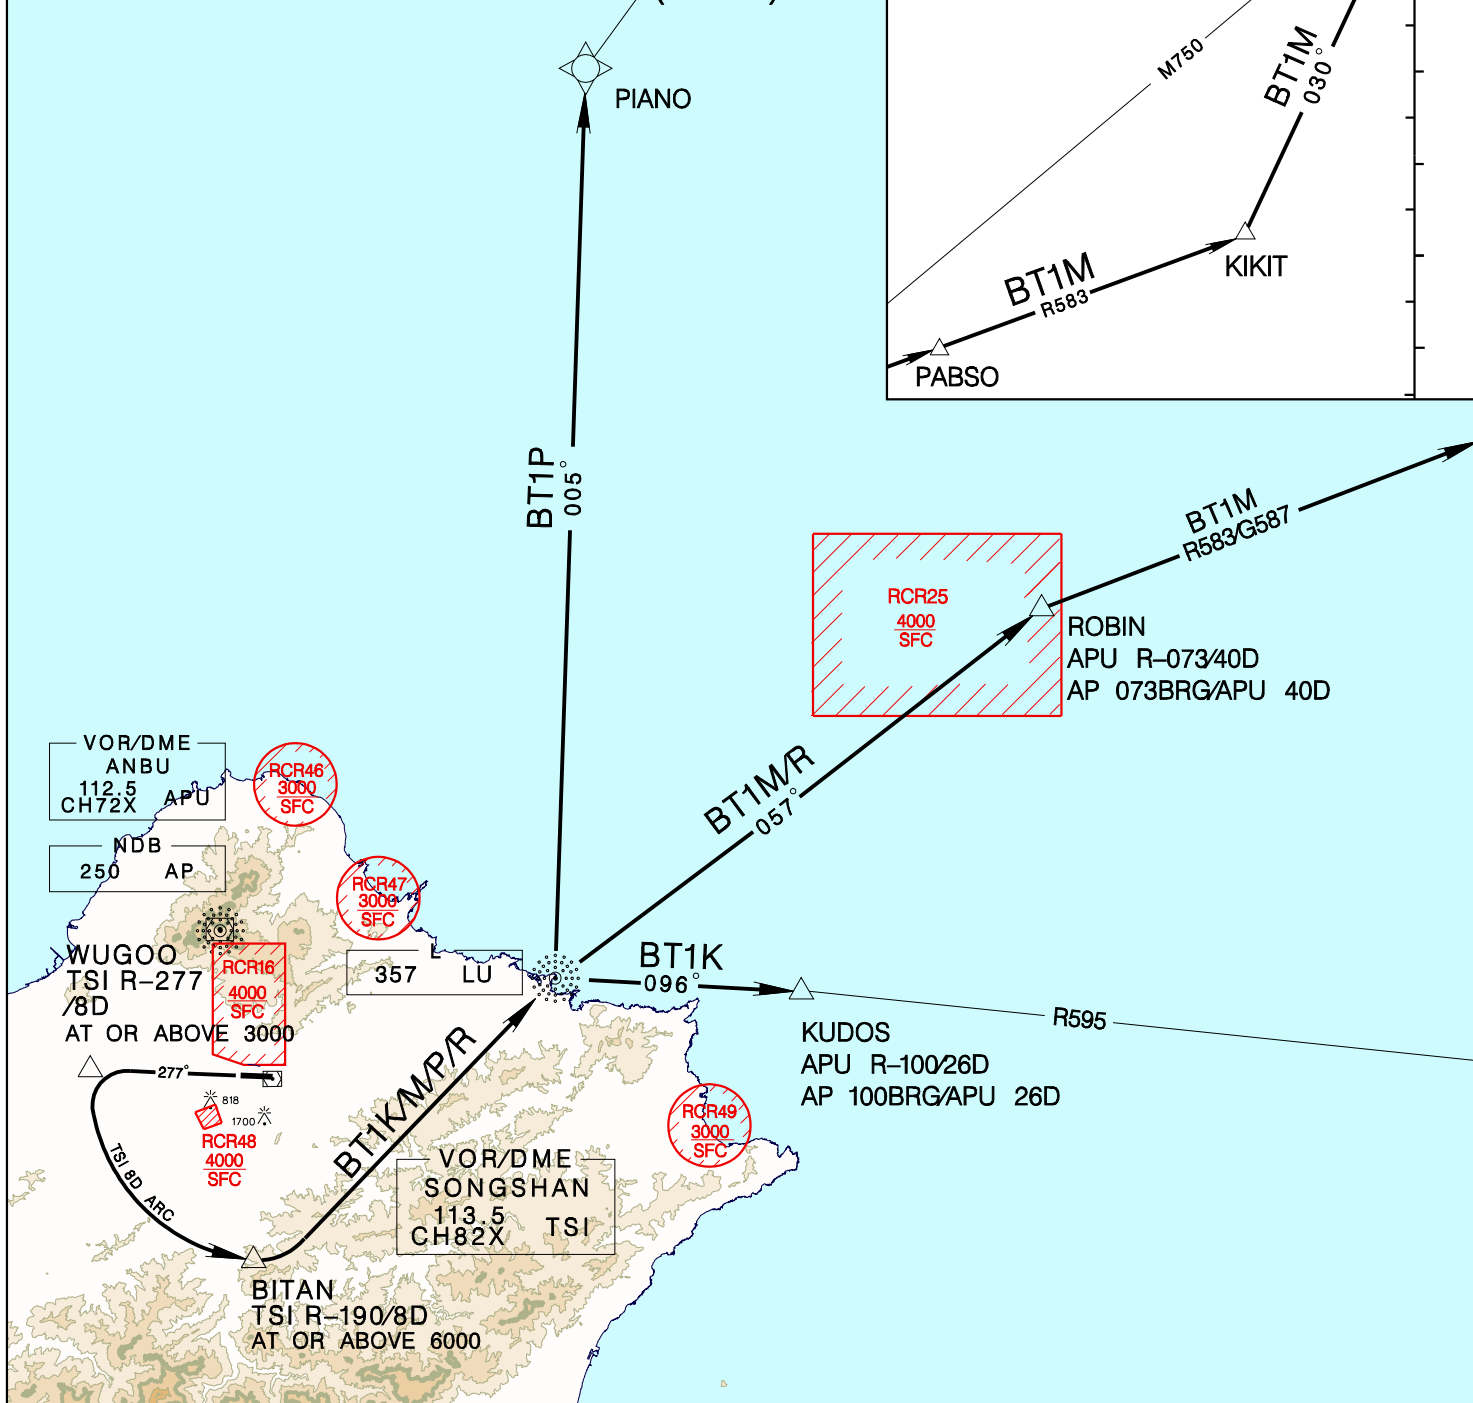 M750
BT1M
030°
PIANO
BT1M
R583
KIKIT
PABSO
BT1P
005°
BT1M
R583/G587
RCR25
4000
SFC
ROBIN
APU R-073/40D
AP 073BRG/APU 40D
VOR/DME
ANBU
112.5
CH72X APU
RCR46
3000
SFC
BT1M/R
057°
NDB
250 AP
RCR47
3000
SFC
WUGOO
TSI R-277
/8D
AT OR ABOVE 3000
RCR16
4000
SFC
L
357 LU
BT1K
096°
KUDOS
APU R-100/26D
AP 100BRG/APU 26D
R595
277°
818
1700
RCR48
4000
SFC
TSI 8D ARC
BT1K/M/P/R
RCR49
3000
SFC
VOR/DME
SONGSHAN
113.5
CH82X TSI
BITAN
TSI R-190/8D
AT OR ABOVE 6000